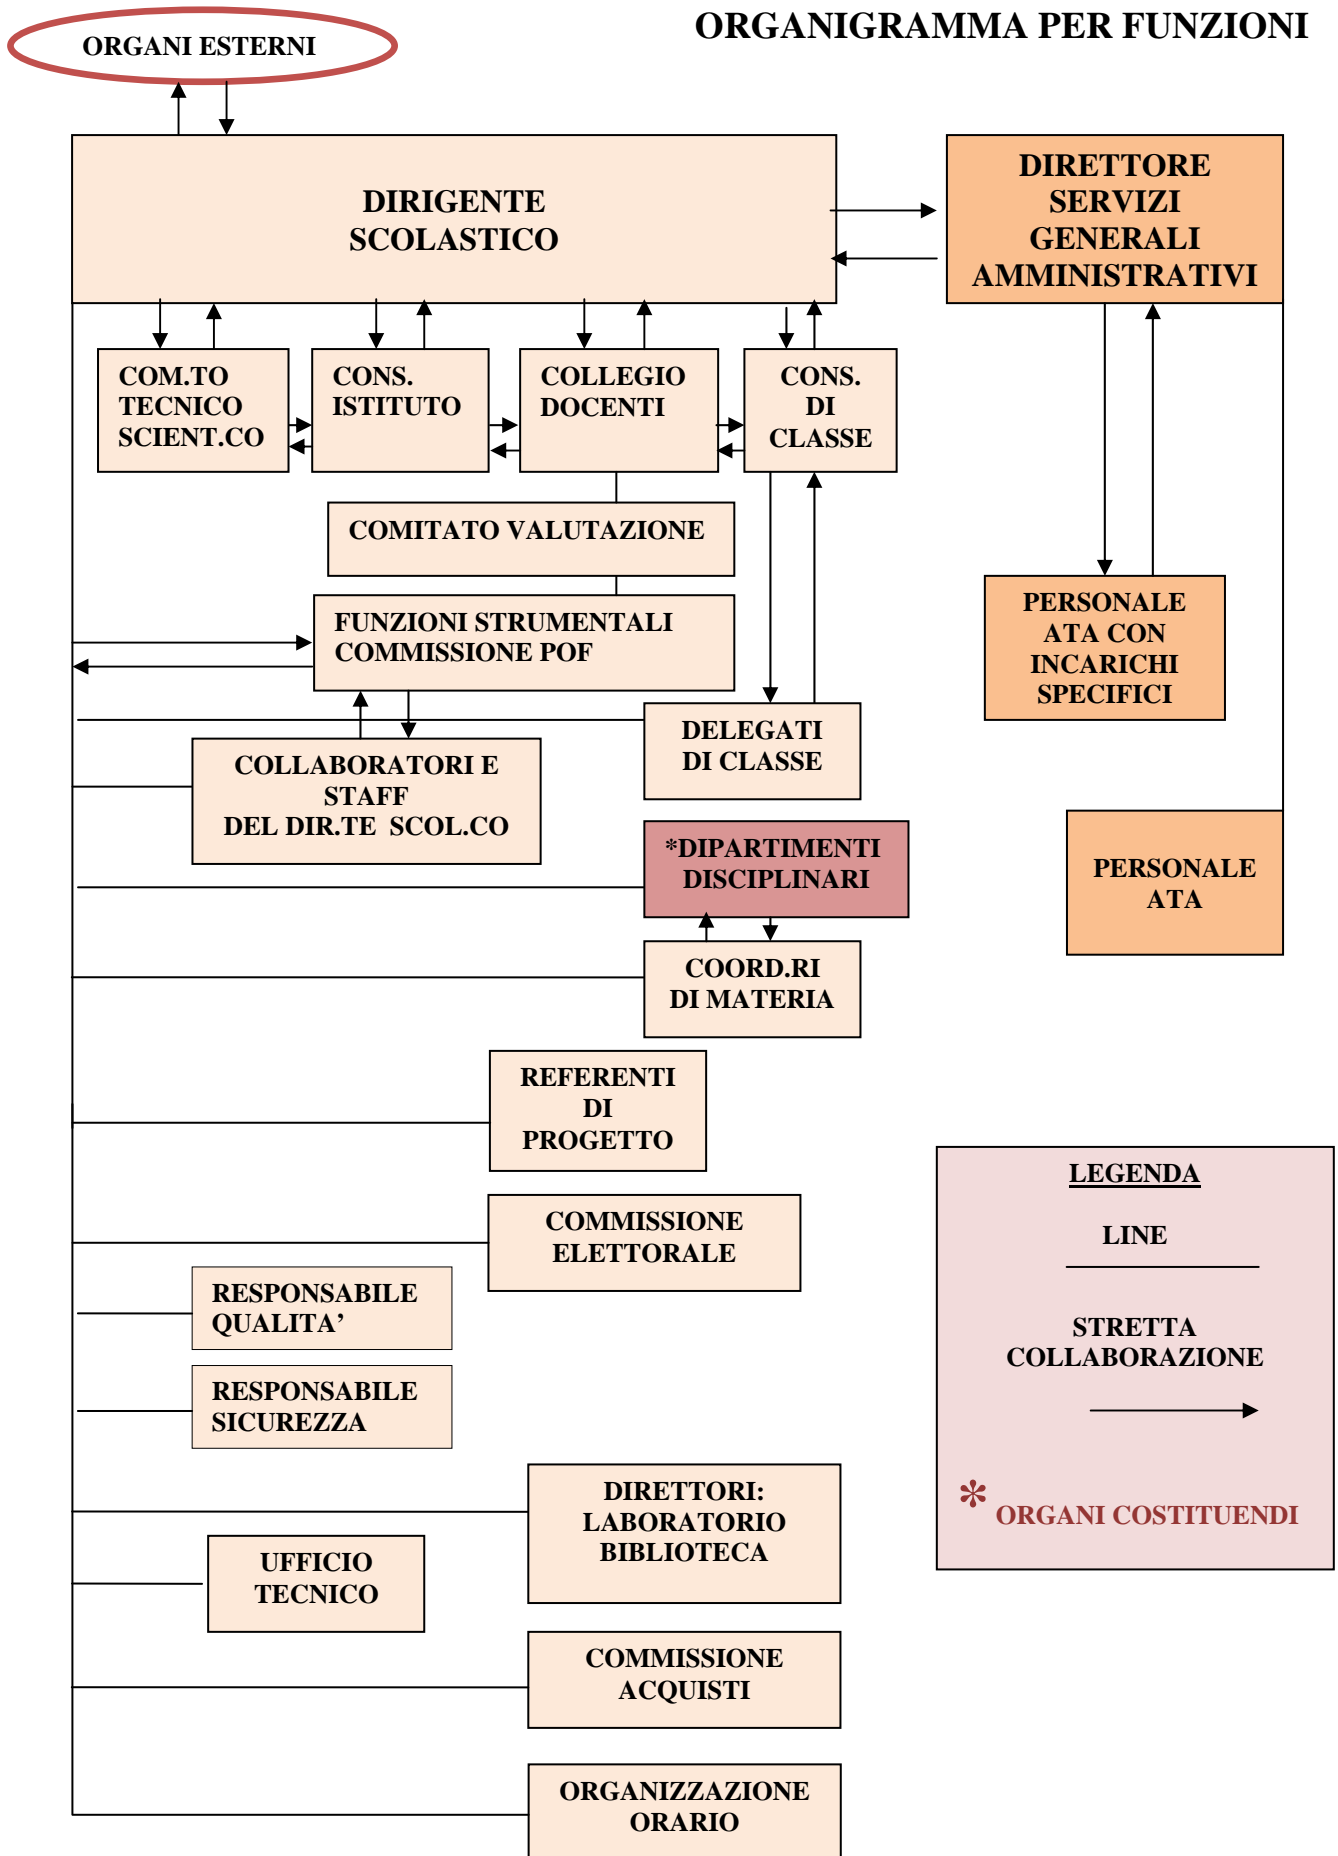 ORGANIGRAMMA PER FUNZIONI
ORGANI ESTERNI
DIRIGENTE
SCOLASTICO
DIRETTORE
SERVIZI
GENERALI
AMMINISTRATIVI
COM.TO
TECNICO
SCIENT.CO
CONS.
ISTITUTO
COLLEGIO
DOCENTI
CONS.
DI
CLASSE
COMITATO VALUTAZIONE
FUNZIONI STRUMENTALI
COMMISSIONE POF
PERSONALE
ATA CON
INCARICHI
SPECIFICI
DELEGATI
DI CLASSE
COLLABORATORI E
STAFF
DEL DIR.TE SCOL.CO
*DIPARTIMENTI
DISCIPLINARI
PERSONALE
ATA
COORD.RI
DI MATERIA
REFERENTI
DI
PROGETTO
COMMISSIONE
ELETTORALE
RESPONSABILE
QUALITA’
RESPONSABILE
SICUREZZA
DIRETTORI:
LABORATORIO
BIBLIOTECA
UFFICIO
TECNICO
COMMISSIONE
ACQUISTI
ORGANIZZAZIONE
ORARIO
LEGENDA
LINE
STRETTA
COLLABORAZIONE
* ORGANI COSTITUENDI